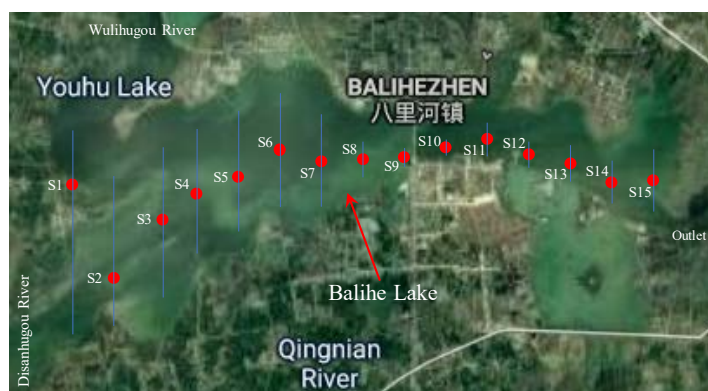 Wulihugou River
Youhu Lake
BALIHEZHEN
八里河镇
S1
S2
S3
S4
S5
S6
S7
S8
S9
S10
S11
S12
S13
S14
S15
Outlet
Balihe Lake
Disanhugou River
Qingnian
River